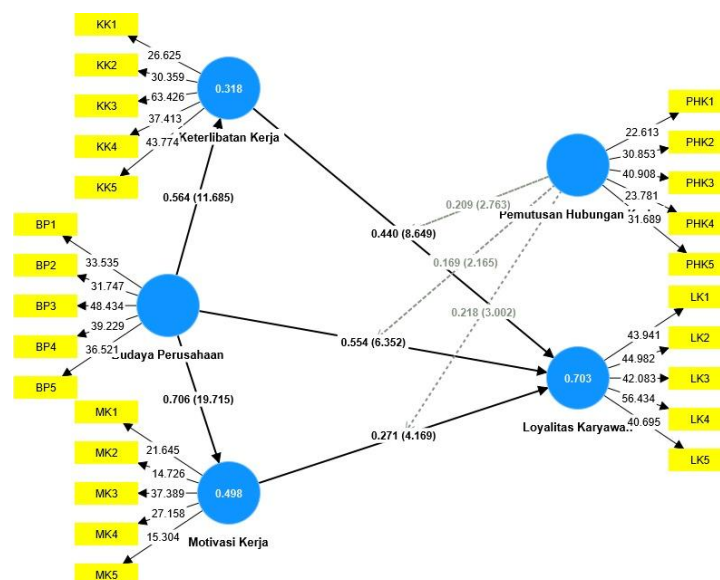 KK1
KK2
KK3
KK4
KK5
26.625
30.359
63.426
37.413
43.774
0.318
Keterlibatan Kerja
PHK1
PHK2
PHK3
PHK4
PHK5
22.613
30.853
40.908
23.781
31.689
Pemutusan Hubungan
0.564 (11.685)
0.209 (2.763)
0.440 (8.649)
0.169 (2.165)
0.218 (3.002)
BP1
BP2
BP3
BP4
BP5
33.535
31.747
48.434
39.229
36.521
Budaya Perusahaan
0.554 (6.352)
LK1
LK2
LK3
LK4
LK5
43.941
44.982
42.083
56.434
40.695
0.703
Loyalitas Karyawan
0.706 (19.715)
0.271 (4.169)
MK1
MK2
MK3
MK4
MK5
21.645
14.726
37.389
27.158
15.304
0.498
Motivasi Kerja